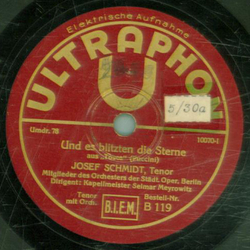 Elektrische Aufnahme
ULTRAPHON
5/30a
Umdr. 78
10020-1
Und es blitzten die Sterne
aus „Tosca“ (Puccini)
JOSEF SCHMIDT, Tenor
Mitglieder des Orchesters der Städt. Oper, Berlin
Dirigent: Kapellmeister Selmar Meyrowitz
Tenor
mit Orch.
B.I.E.M.
Bestell-Nr.
B 119